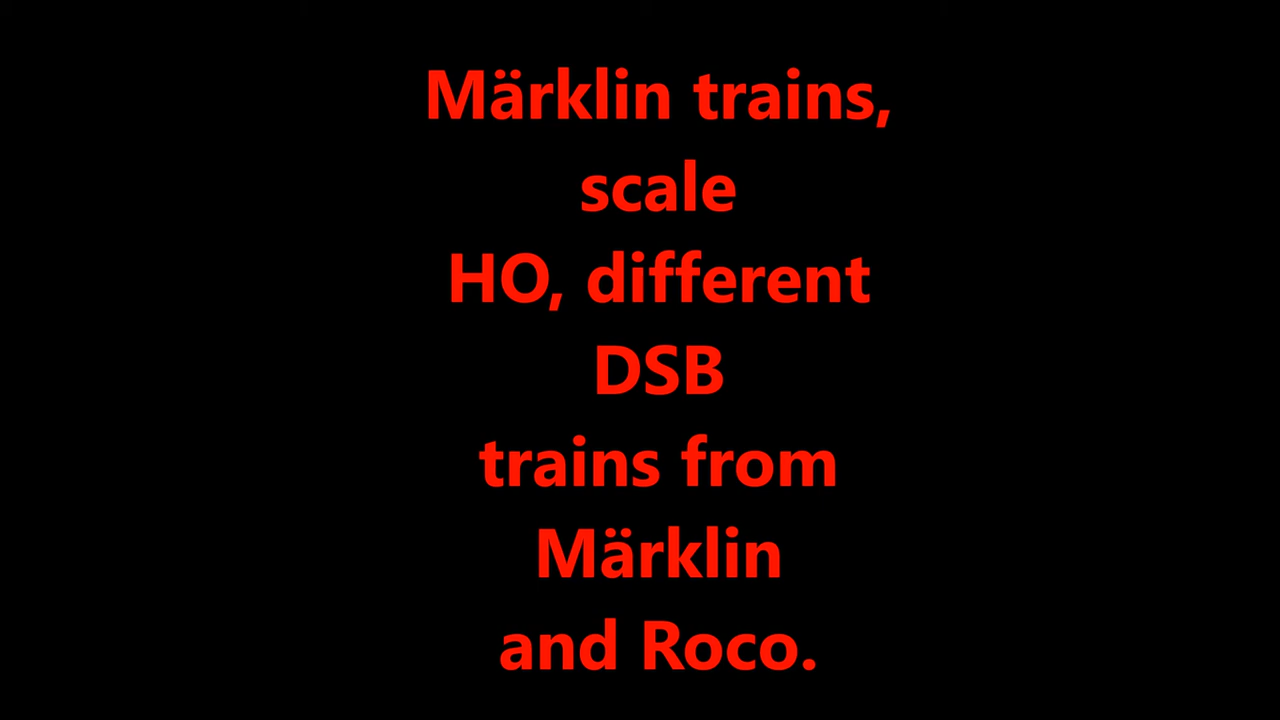 Märklin trains,
scale
HO, different
DSB
trains from
Märklin
and Roco.